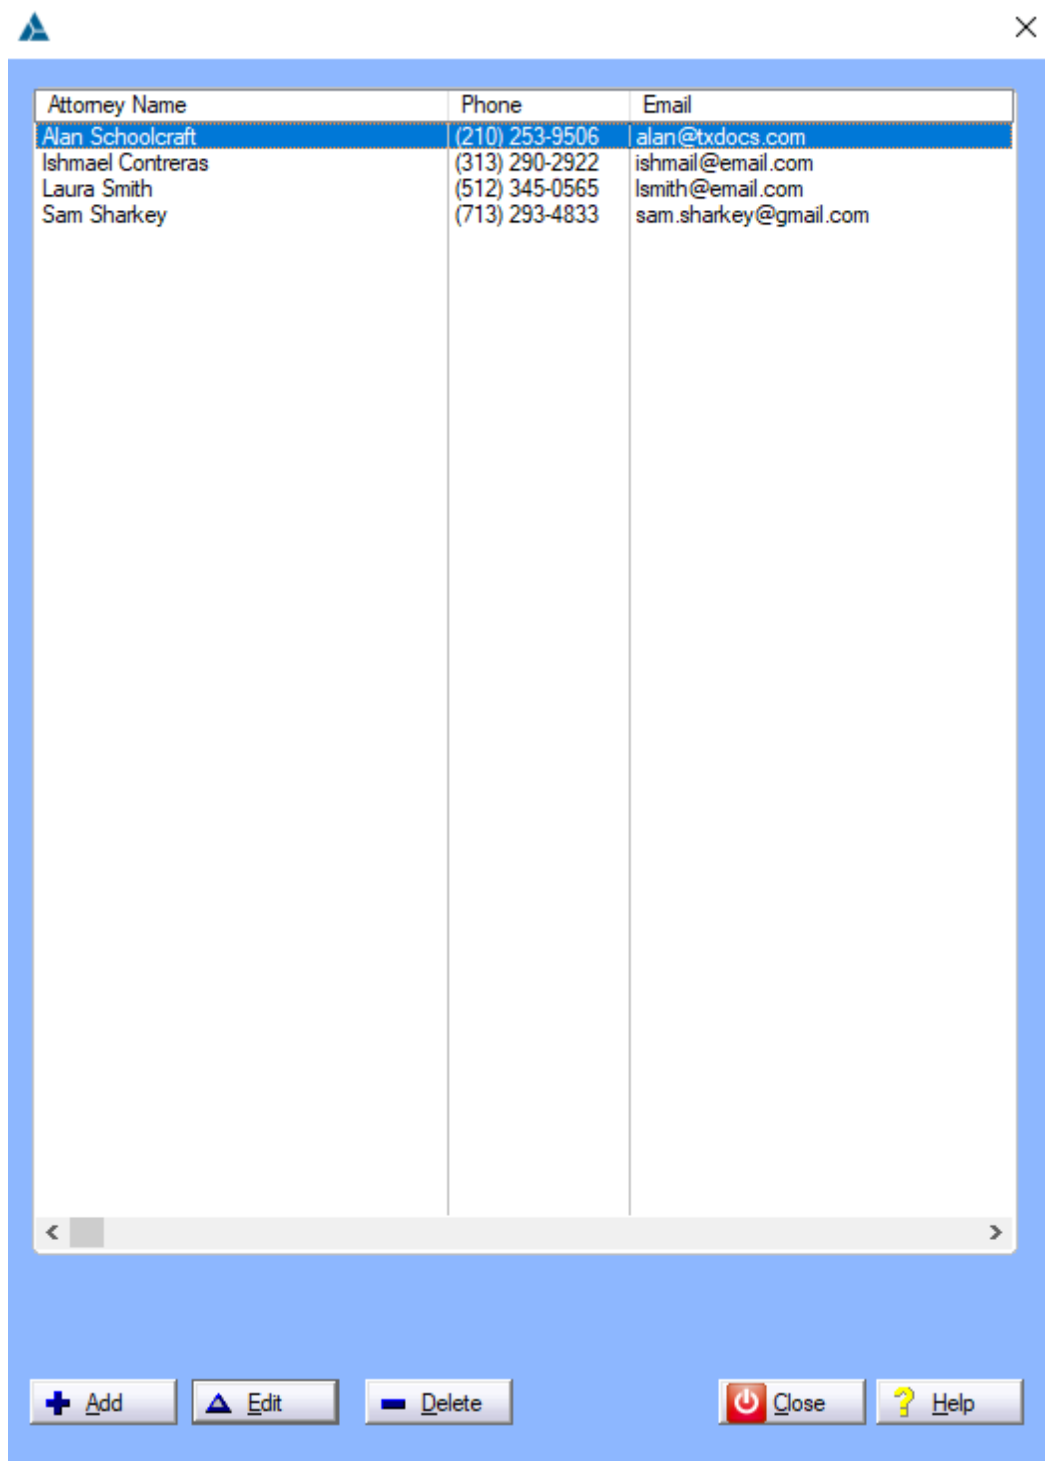 Attorney Name Phone Email
Alan Schoolcraft (210) 253-9506 alan@txdocs.com
Ishmael Contreras (313) 290-2922 ishmail@email.com
Laura Smith (512) 345-0565 lsmith@email.com
Sam Sharkey (713) 293-4833 sam.sharkey@gmail.com
Add Edit Delete Close Help